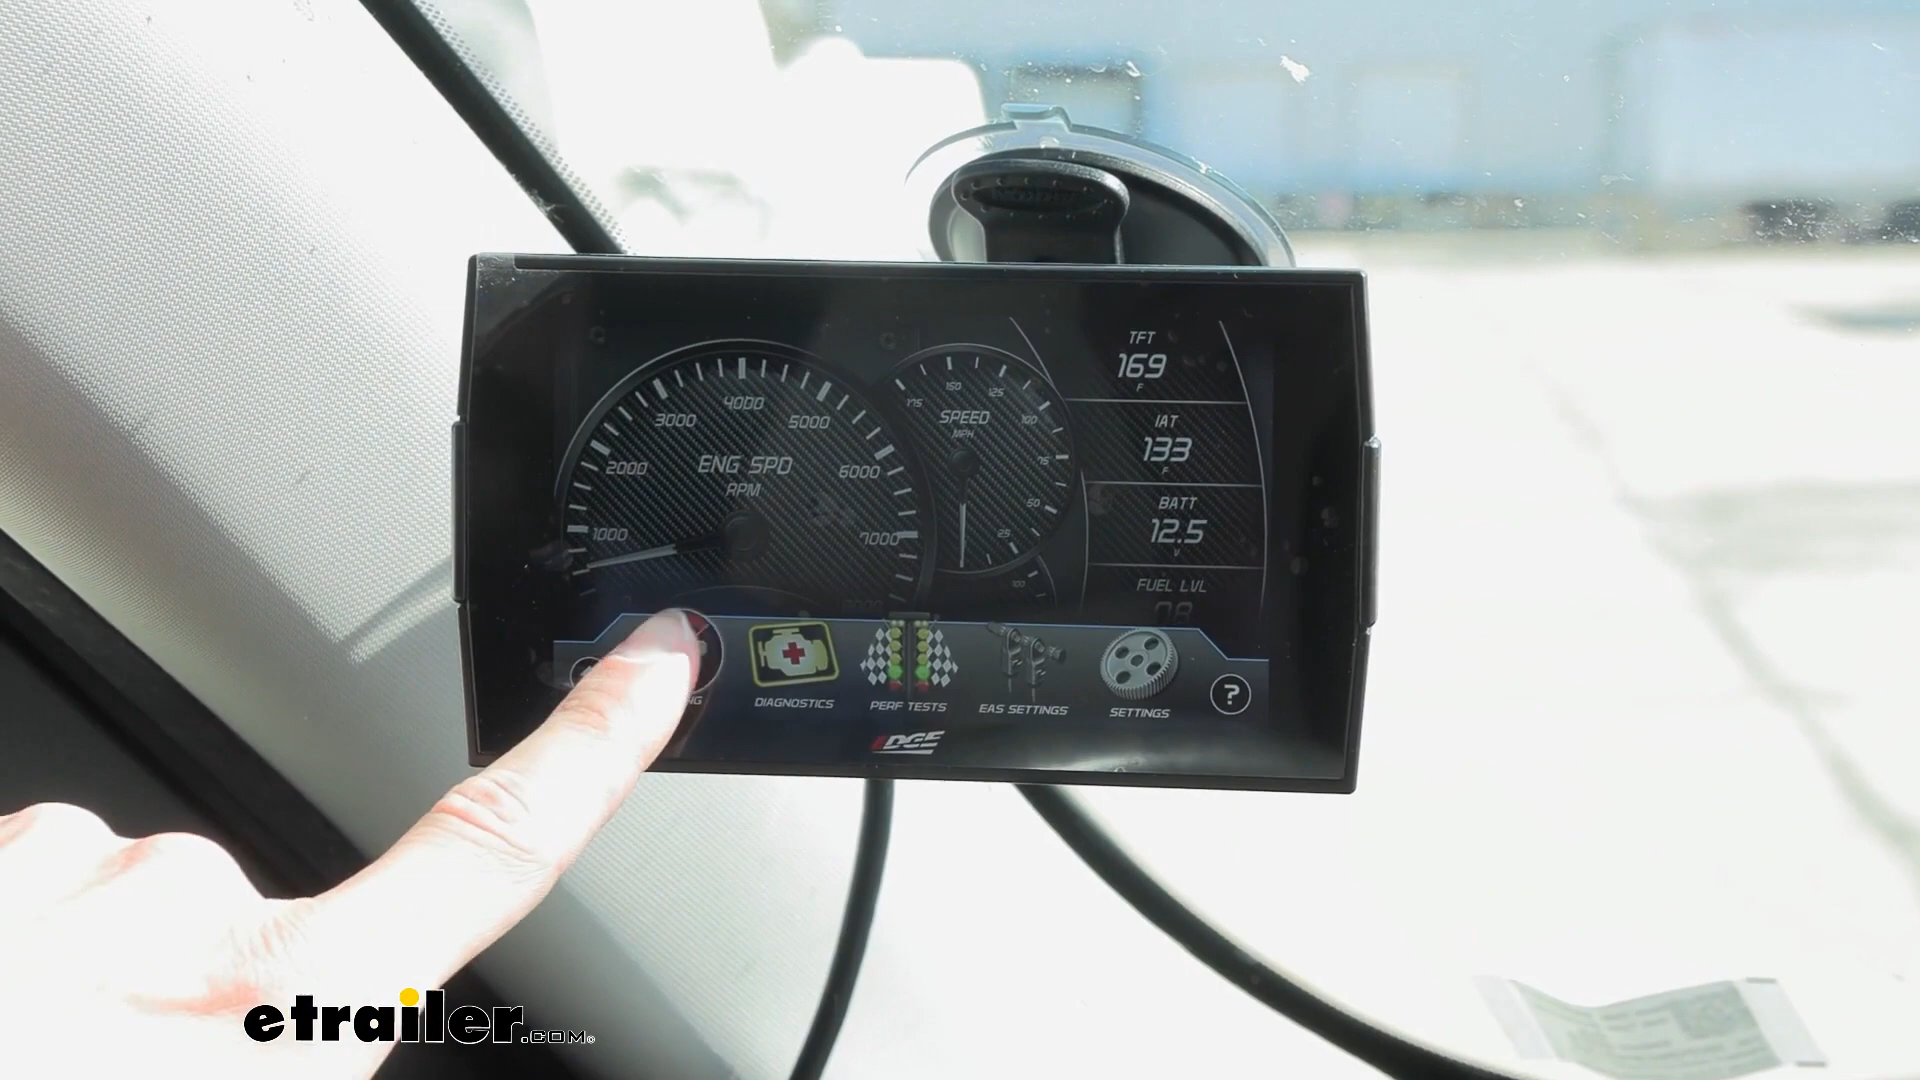 4000
3000
5000
2000
6000
ENG SPD
RPM
1000
7000
8000
175
150
125
100
75
50
25
SPEED
MPH
100
TFT
169
F
IAT
133
F
BATT
12.5
V
FUEL LVL
DIAGNOSTICS
PERF TESTS
EAS SETTINGS
SETTINGS
?
EDGE
etrailer.com